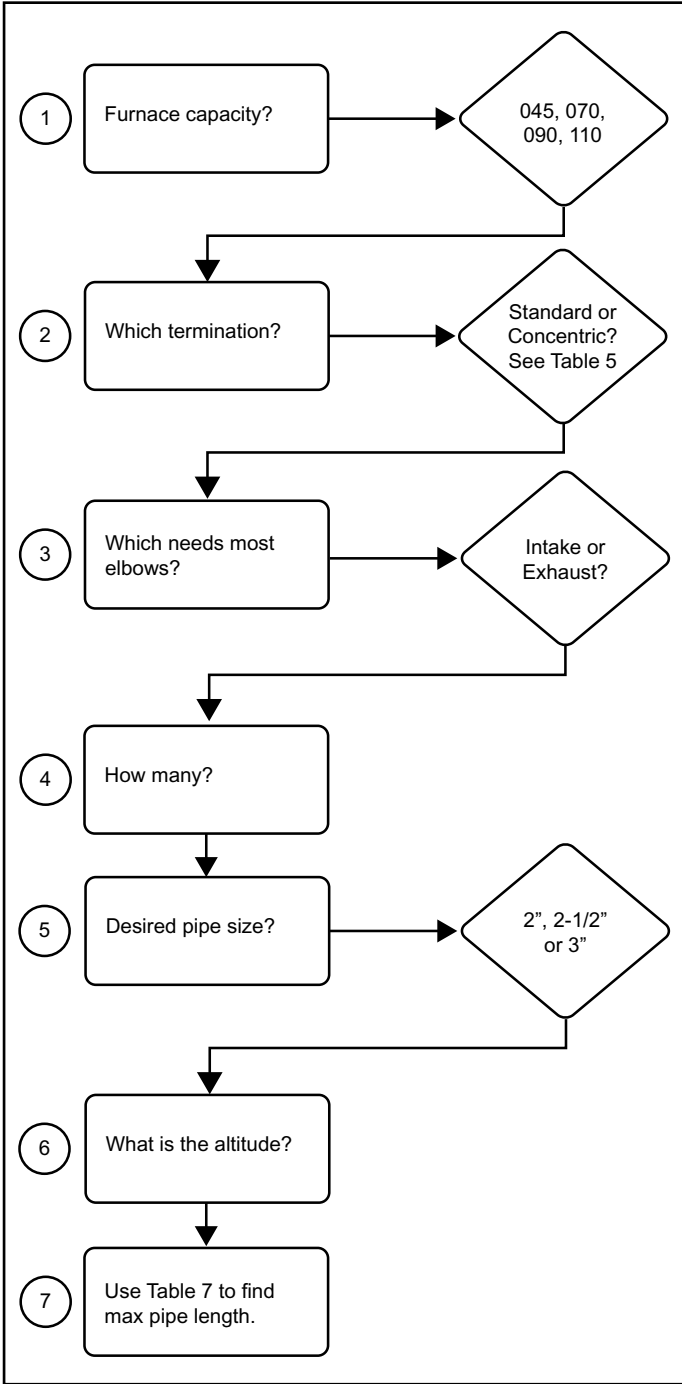 1
Furnace capacity?
045, 070,
090, 110
2
Which termination?
Standard or
Concentric?
See Table 5
3
Which needs most
elbows?
Intake or
Exhaust?
4
How many?
5
Desired pipe size?
2”, 2-1/2”
or 3”
6
What is the altitude?
7
Use Table 7 to find
max pipe length.